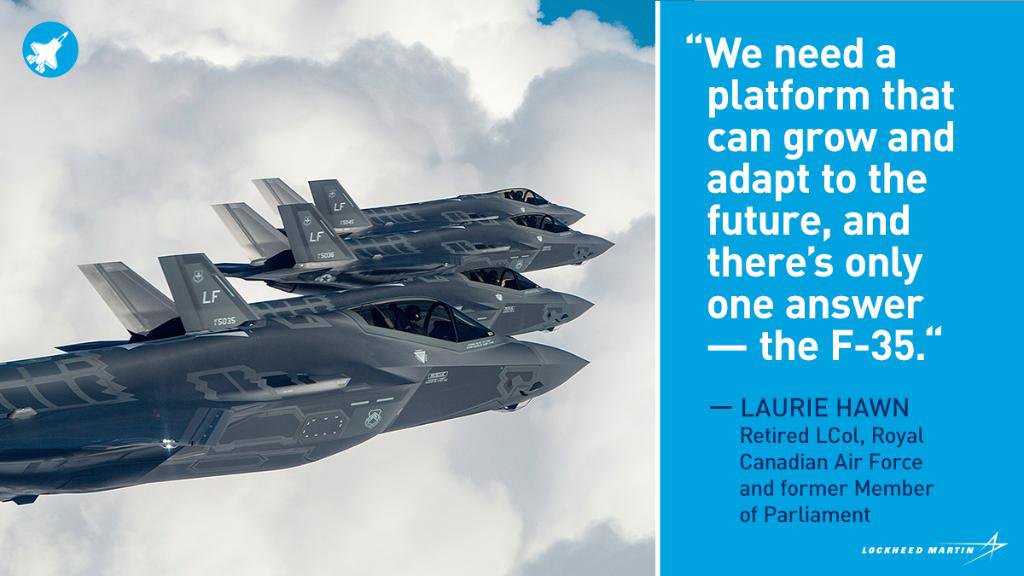 “We need a
platform that
can grow and
adapt to the
future, and
there’s only
one answer
— the F-35.“
— LAURIE HAWN
Retired LCol, Royal
Canadian Air Force
and former Member
of Parliament
LOCKHEED MARTIN
LF
LF
LF